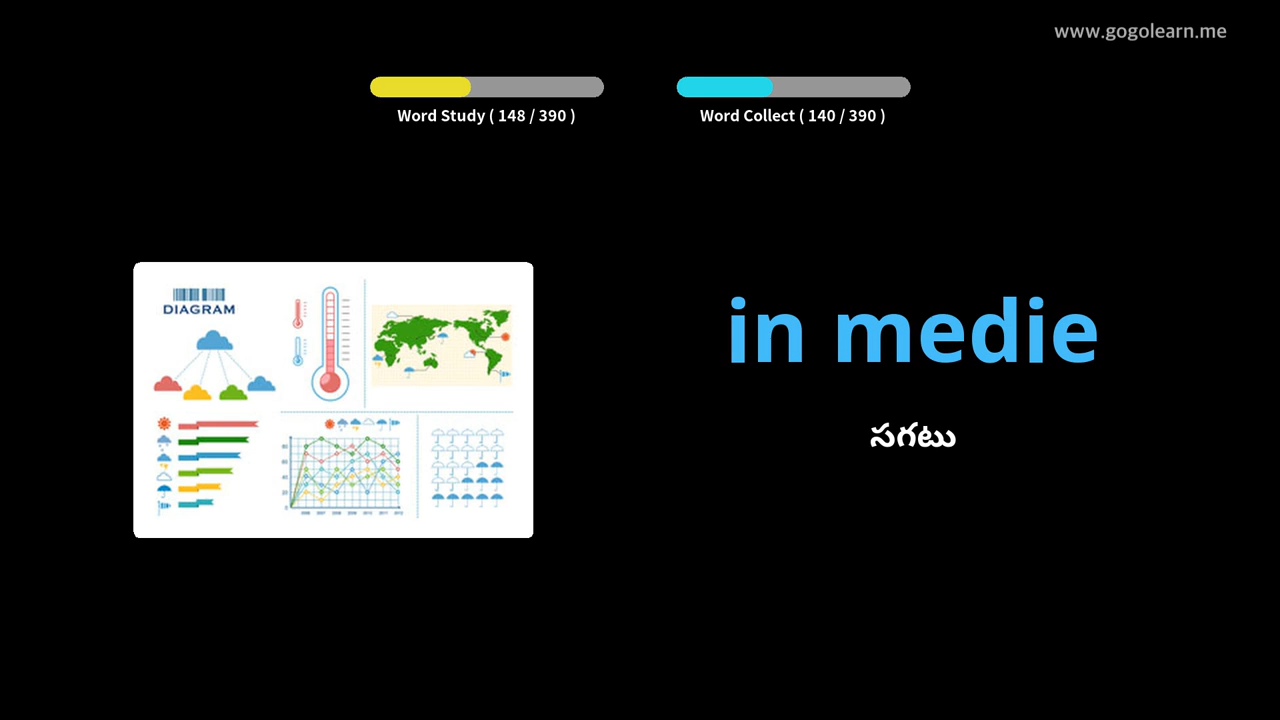 www.gogolearn.me
Word Study ( 148 / 390 )
Word Collect ( 140 / 390 )
DIAGRAM
in medie
సగటు